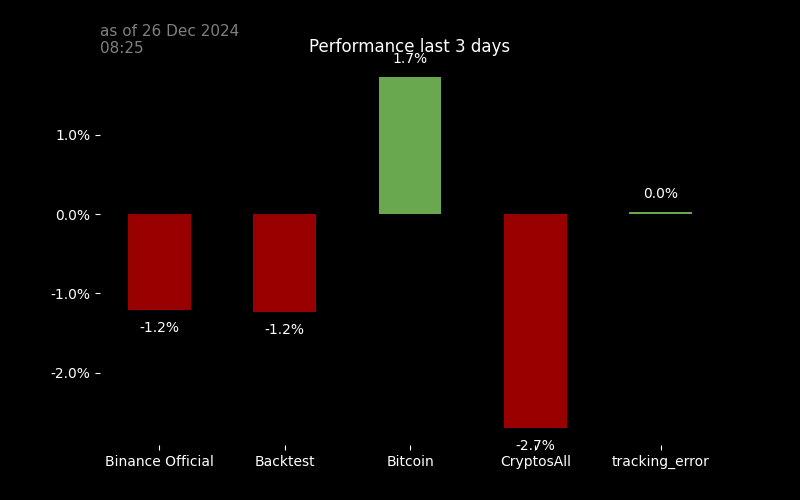 as of 26 Dec 2024
08:25
Performance last 3 days
1.7%
1.0%
0.0%
0.0%
-1.0%
-1.2%
-1.2%
-2.0%
-2.7%
Binance Official
Backtest
Bitcoin
CryptosAll
tracking_error